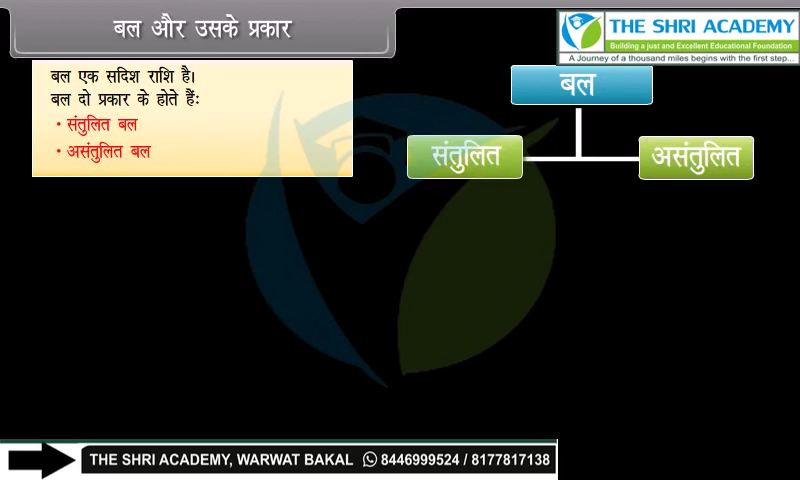 बल और उसके प्रकार
THE SHRI ACADEMY
Building a just and Excellent Educational Foundation
A Journey of a thousand miles begins with the first step...
बल एक सदिश राशि है।
बल दो प्रकार के होते हैं:
• संतुलित बल
• असंतुलित बल
बल
संतुलित
असंतुलित
THE SHRI ACADEMY, WARWAT BAKAL 8446999524 / 8177817138